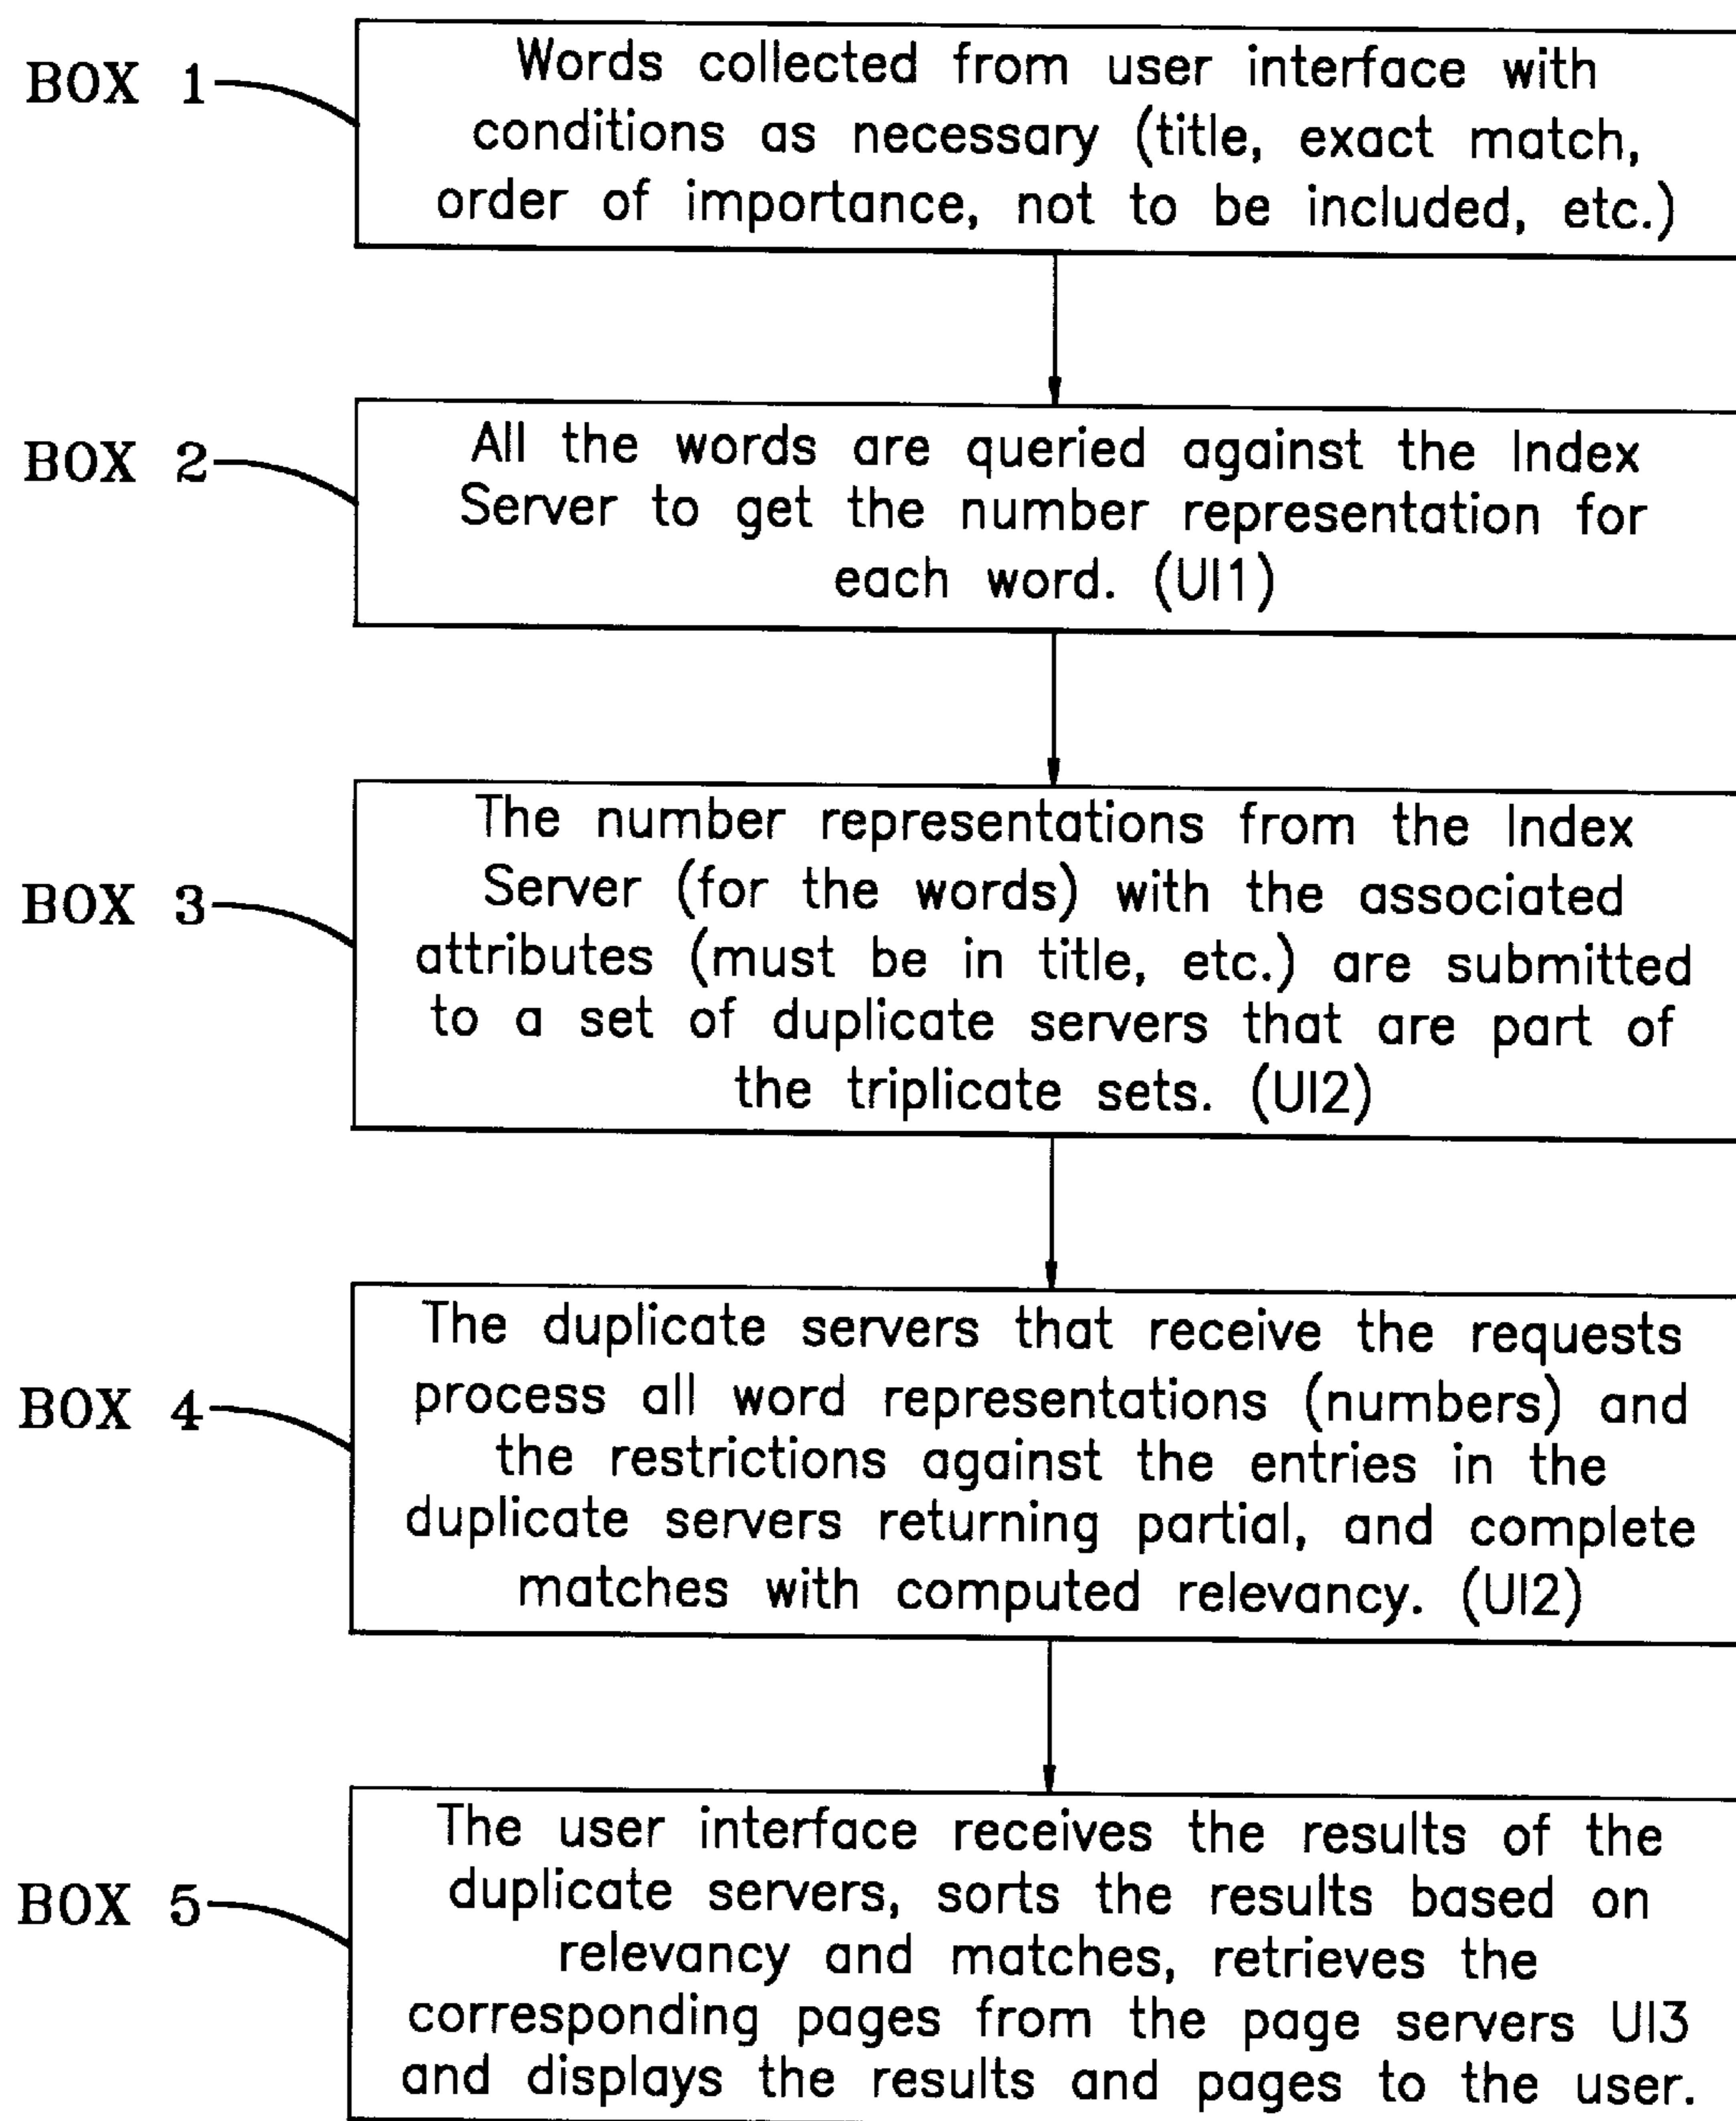 BOX 1
Words collected from user interface with
conditions as necessary (title, exact match,
order of importance, not to be included, etc.)
BOX 2
All the words are queried against the Index
Server to get the number representation for
each word. (UI1)
BOX 3
The number representations from the Index
Server (for the words) with the associated
attributes (must be in title, etc.) are submitted
to a set of duplicate servers that are part of
the triplicate sets. (UI2)
BOX 4
The duplicate servers that receive the requests
process all word representations (numbers) and
the restrictions against the entries in the
duplicate servers returning partial, and complete
matches with computed relevancy. (UI2)
BOX 5
The user interface receives the results of the
duplicate servers, sorts the results based on
relevancy and matches, retrieves the
corresponding pages from the page servers UI3
and displays the results and pages to the user.